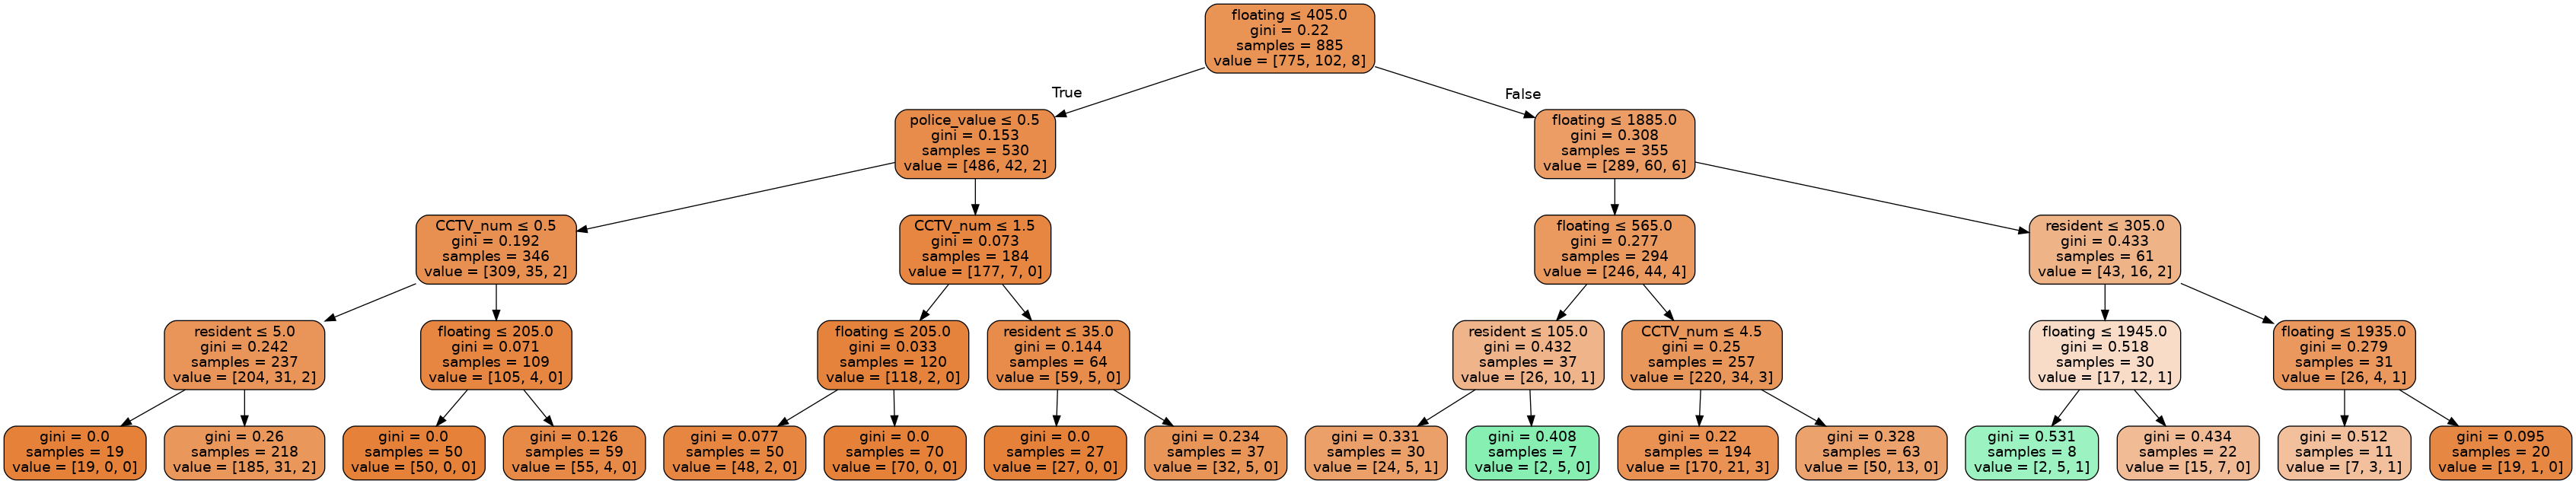 floating ≤ 405.0
gini = 0.22
samples = 885
value = [775, 102, 8]
True
False
police_value ≤ 0.5
gini = 0.153
samples = 530
value = [486, 42, 2]
floating ≤ 1885.0
gini = 0.308
samples = 355
value = [289, 60, 6]
CCTV_num ≤ 0.5
gini = 0.192
samples = 346
value = [309, 35, 2]
CCTV_num ≤ 1.5
gini = 0.073
samples = 184
value = [177, 7, 0]
floating ≤ 565.0
gini = 0.277
samples = 294
value = [246, 44, 4]
resident ≤ 305.0
gini = 0.433
samples = 61
value = [43, 16, 2]
resident ≤ 5.0
gini = 0.242
samples = 237
value = [204, 31, 2]
floating ≤ 205.0
gini = 0.071
samples = 109
value = [105, 4, 0]
floating ≤ 205.0
gini = 0.033
samples = 120
value = [118, 2, 0]
resident ≤ 35.0
gini = 0.144
samples = 64
value = [59, 5, 0]
resident ≤ 105.0
gini = 0.432
samples = 37
value = [26, 10, 1]
CCTV_num ≤ 4.5
gini = 0.25
samples = 257
value = [220, 34, 3]
floating ≤ 1945.0
gini = 0.518
samples = 30
value = [17, 12, 1]
floating ≤ 1935.0
gini = 0.279
samples = 31
value = [26, 4, 1]
gini = 0.0
samples = 19
value = [19, 0, 0]
gini = 0.26
samples = 218
value = [185, 31, 2]
gini = 0.0
samples = 50
value = [50, 0, 0]
gini = 0.126
samples = 59
value = [55, 4, 0]
gini = 0.077
samples = 50
value = [48, 2, 0]
gini = 0.0
samples = 70
value = [70, 0, 0]
gini = 0.0
samples = 27
value = [27, 0, 0]
gini = 0.234
samples = 37
value = [32, 5, 0]
gini = 0.331
samples = 30
value = [24, 5, 1]
gini = 0.408
samples = 7
value = [2, 5, 0]
gini = 0.22
samples = 194
value = [170, 21, 3]
gini = 0.328
samples = 63
value = [50, 13, 0]
gini = 0.531
samples = 8
value = [2, 5, 1]
gini = 0.434
samples = 22
value = [15, 7, 0]
gini = 0.512
samples = 11
value = [7, 3, 1]
gini = 0.095
samples = 20
value = [19, 1, 0]